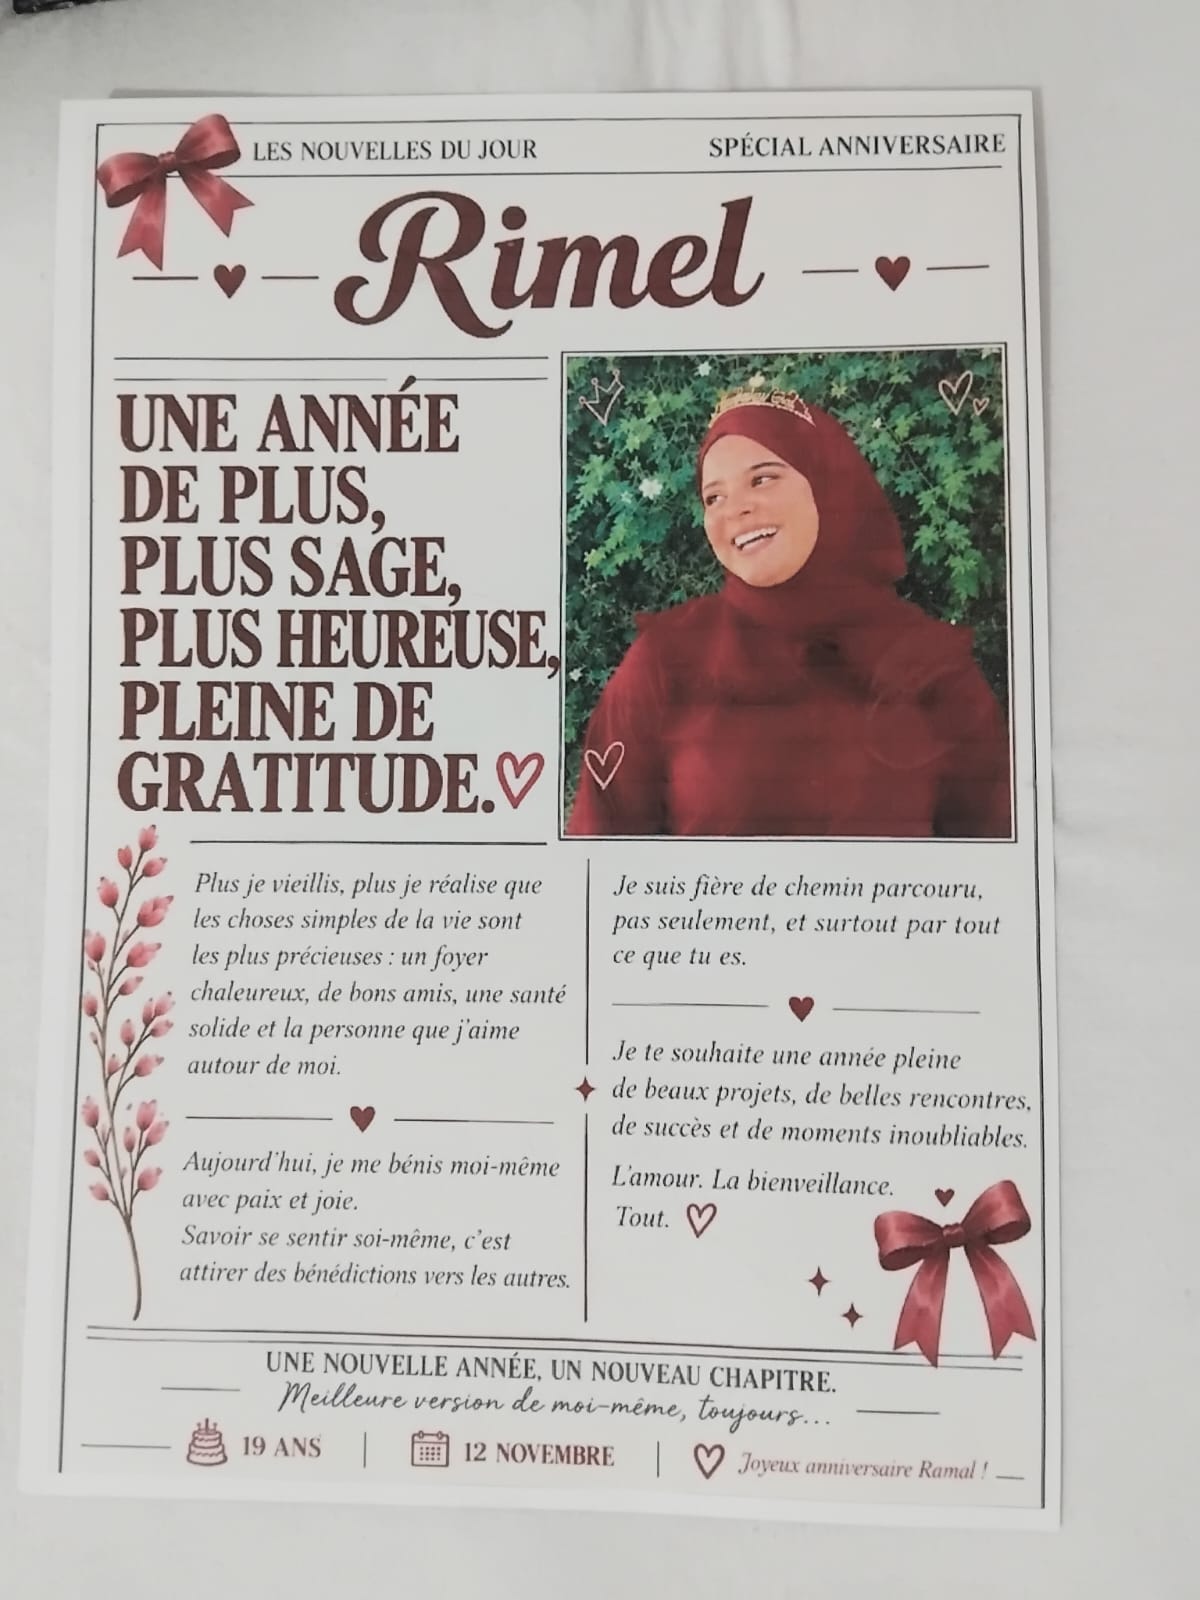 LES NOUVELLES DU JOUR
SPÉCIAL ANNIVERSAIRE
Rimel
UNE ANNÉE
DE PLUS,
PLUS SAGE,
PLUS HEUREUSE,
PLEINE DE
GRATITUDE.
Plus je vieillis, plus je réalise que
les choses simples de la vie sont
les plus précieuses : un foyer
chaleureux, de bons amis, une santé
solide et la personne que j'aime
autour de moi.
Aujourd'hui, je me bénis moi-même
avec paix et joie.
Savoir se sentir soi-même, c'est
attirer des bénédictions vers les autres.
Je suis fière de chemin parcouru,
pas seulement, et surtout par tout
ce que tu es.
Je te souhaite une année pleine
de beaux projets, de belles rencontres,
de succès et de moments inoubliables.
L'amour. La bienveillance.
Tout.
UNE NOUVELLE ANNÉE, UN NOUVEAU CHAPITRE.
Meilleure version de moi-même, toujours...
19 ANS
12 NOVEMBRE
Joyeux anniversaire Ramal !